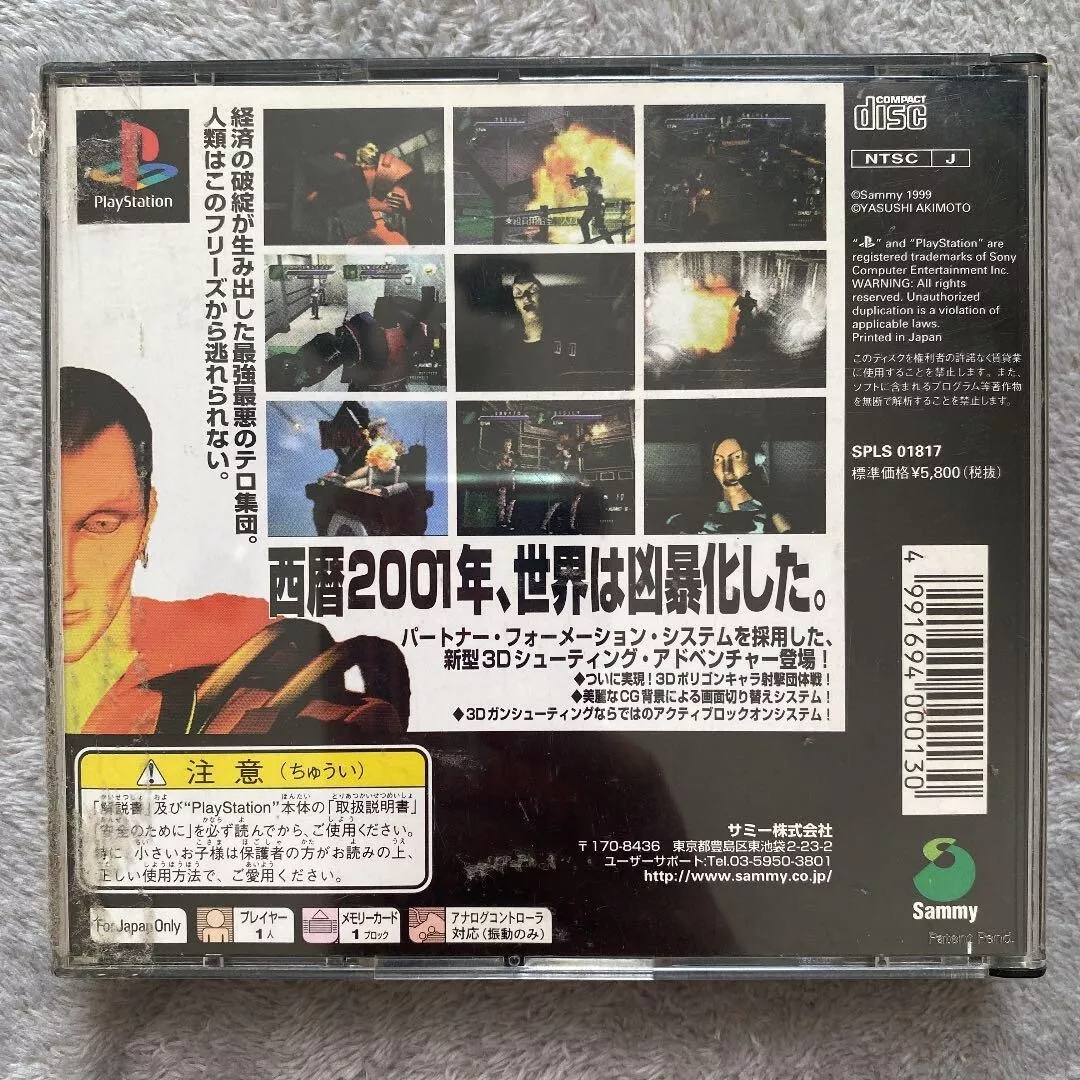 PlayStation
経済の破綻が生み出した最強最悪のテロ集団。
人類はこのフリーズから逃れられない。
西暦2001年、世界は凶暴化した。
パートナー・フォーメーション・システムを採用した、
新型3Dシューティング・アドベンチャー登場!
◆ついに実現!3Dポリゴンキャラ射撃団体戦!
◆美麗なCG背景による画面切り替えシステム!
◆3Dガンシューティングならではのアクティブロックオンシステム!
COMPACT
disc
NTSC J
©Sammy 1999
©YASUSHI AKIMOTO
“ ” and “PlayStation” are
registered trademarks of Sony
Computer Entertainment Inc.
WARNING: All rights
reserved. Unauthorized
duplication is a violation of
applicable laws.
Printed in Japan
このディスクを権利者の許諾なく賃貸業
に使用することを禁止します。また、
ソフトに含まれるプログラム等著作物
を無断で解析することを禁止します。
SPLS 01817
標準価格¥5,800(税抜)
4 991694 000130
注意(ちゅうい)
「解説書」及び“PlayStation”本体の「取扱説明書」
「安全のために」を必ず読んでから、ご使用ください。
特に、小さいお子様は保護者の方がお読みの上、
正しい使用方法で、ご愛用ください。
For Japan Only
プレイヤー
1人
メモリーカード
1ブロック
アナログコントローラ
対応(振動のみ)
サミー株式会社
〒170-8436 東京都豊島区東池袋2-23-2
ユーザーサポート:Tel.03-5950-3801
http://www.sammy.co.jp/
Sammy
Patent Pend.